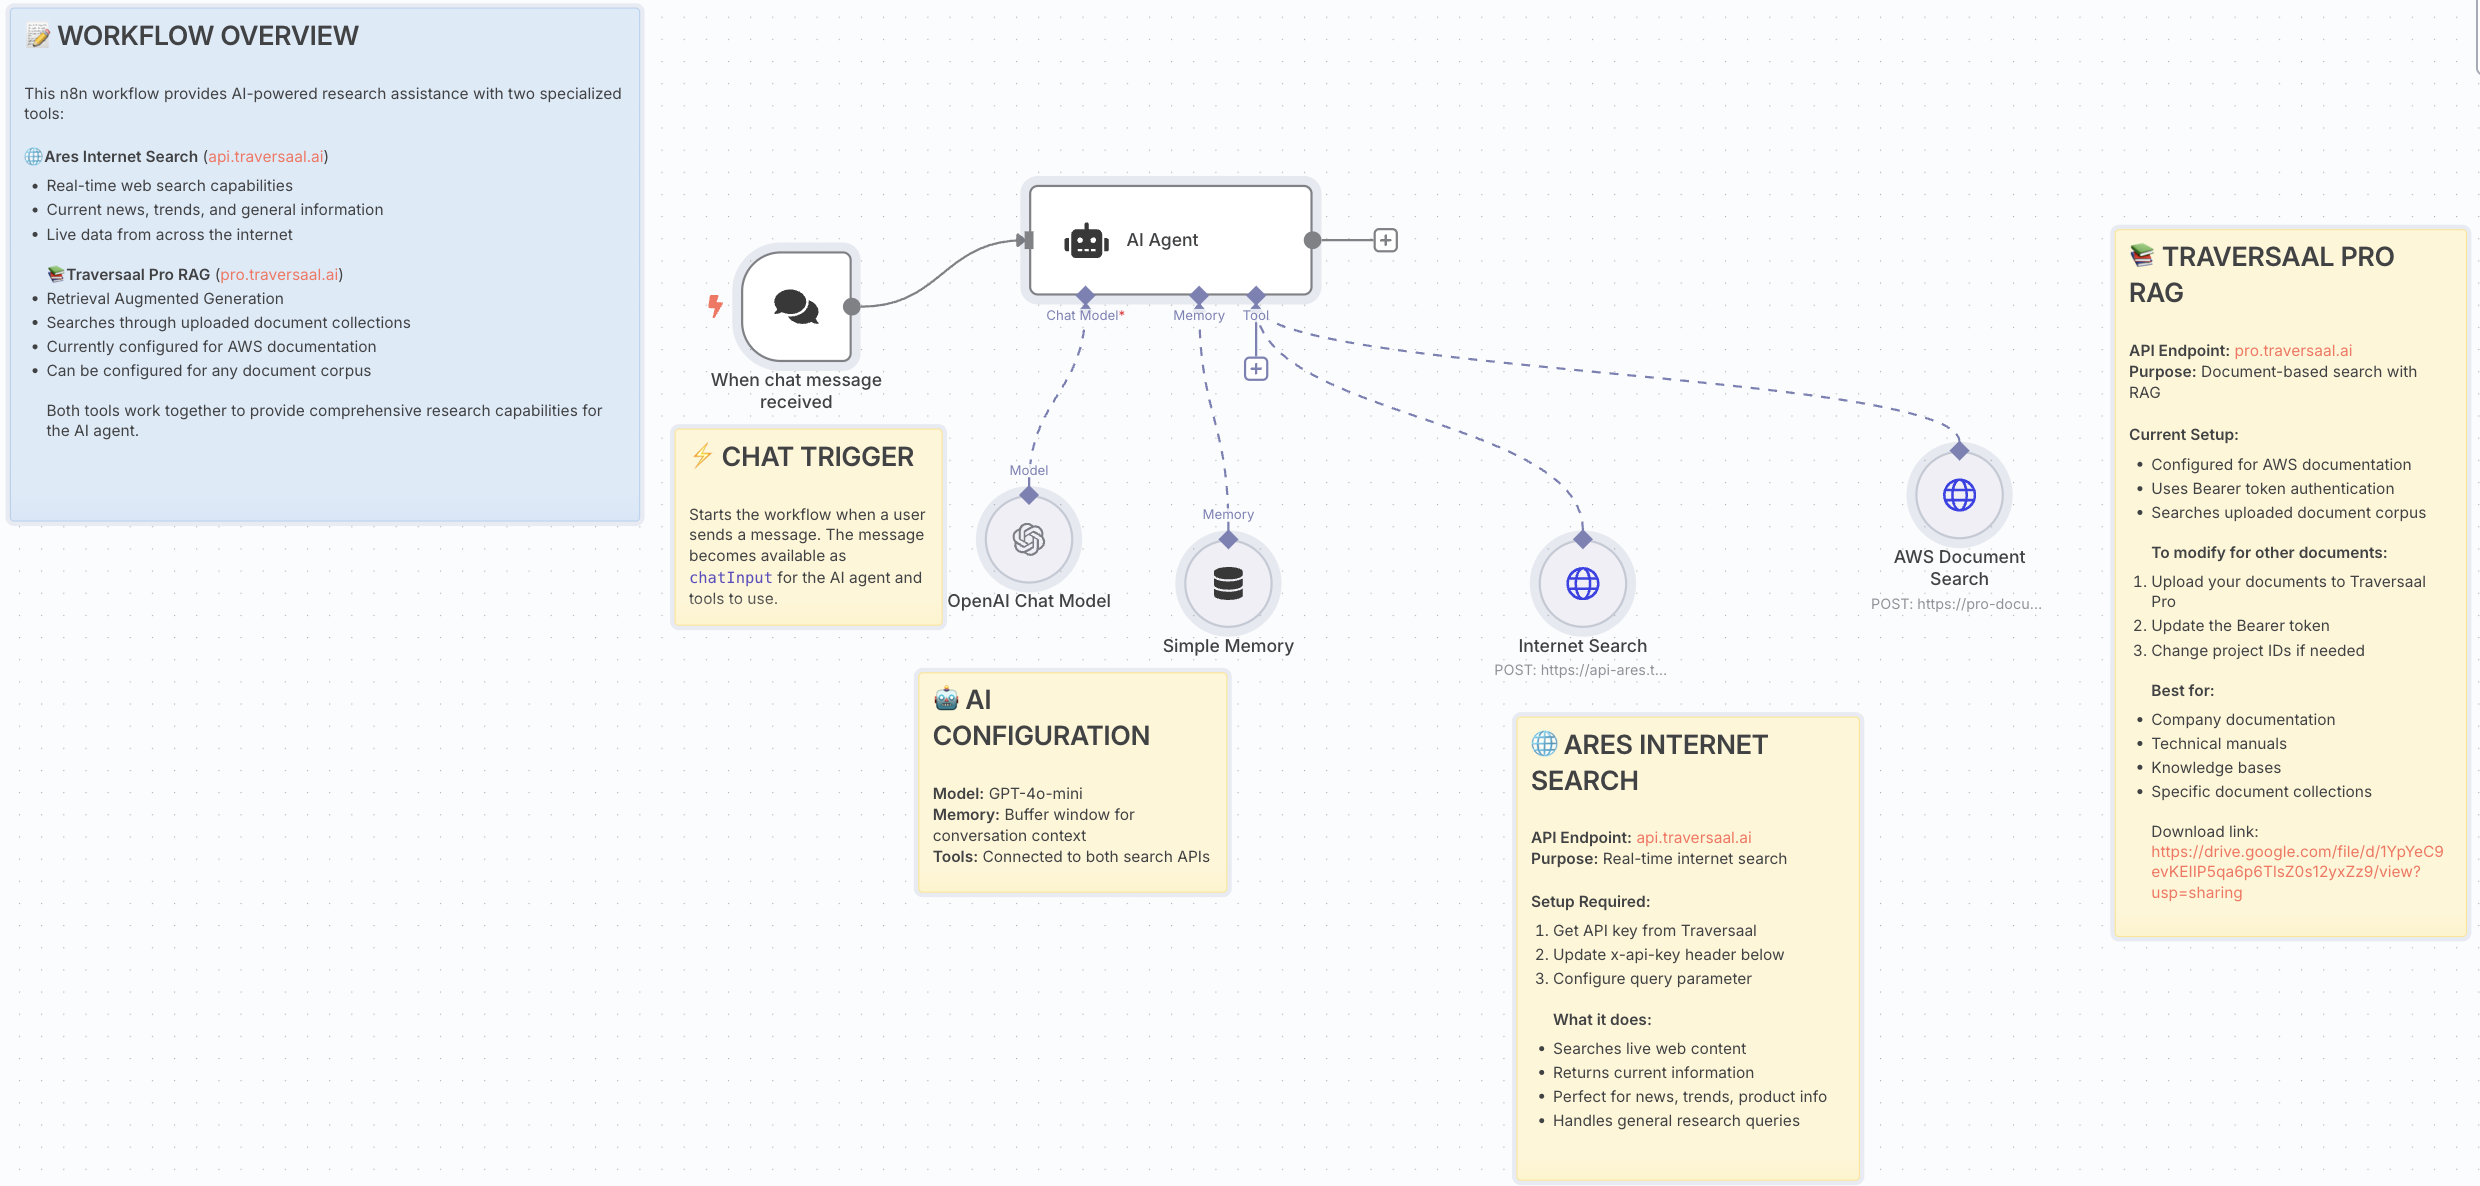 WORKFLOW OVERVIEW
This n8n workflow provides AI-powered research assistance with two specialized
tools:
Ares Internet Search (api.traversaal.ai)
• Real-time web search capabilities
• Current news, trends, and general information
• Live data from across the internet
Traversaal Pro RAG (pro.traversaal.ai)
• Retrieval Augmented Generation
• Searches through uploaded document collections
• Currently configured for AWS documentation
• Can be configured for any document corpus
Both tools work together to provide comprehensive research capabilities for
the AI agent.
When chat message
received
CHAT TRIGGER
Starts the workflow when a user
sends a message. The message
becomes available as
chatInput for the AI agent and
tools to use.
AI Agent
Chat Model*
Memory
Tool
Model
OpenAI Chat Model
Memory
Simple Memory
AI
CONFIGURATION
Model: GPT-4o-mini
Memory: Buffer window for
conversation context
Tools: Connected to both search APIs
Internet Search
POST: https://api-ares.t...
ARES INTERNET
SEARCH
API Endpoint: api.traversaal.ai
Purpose: Real-time internet search
Setup Required:
1. Get API key from Traversaal
2. Update x-api-key header below
3. Configure query parameter
What it does:
• Searches live web content
• Returns current information
• Perfect for news, trends, product info
• Handles general research queries
AWS Document
Search
POST: https://pro-docu...
TRAVERSAAL PRO
RAG
API Endpoint: pro.traversaal.ai
Purpose: Document-based search with
RAG
Current Setup:
• Configured for AWS documentation
• Uses Bearer token authentication
• Searches uploaded document corpus
To modify for other documents:
1. Upload your documents to Traversaal
Pro
2. Update the Bearer token
3. Change project IDs if needed
Best for:
• Company documentation
• Technical manuals
• Knowledge bases
• Specific document collections
Download link:
https://drive.google.com/file/d/1YpYeC9
evKEIIP5qa6p6TlsZ0s12yxZz9/view?
usp=sharing